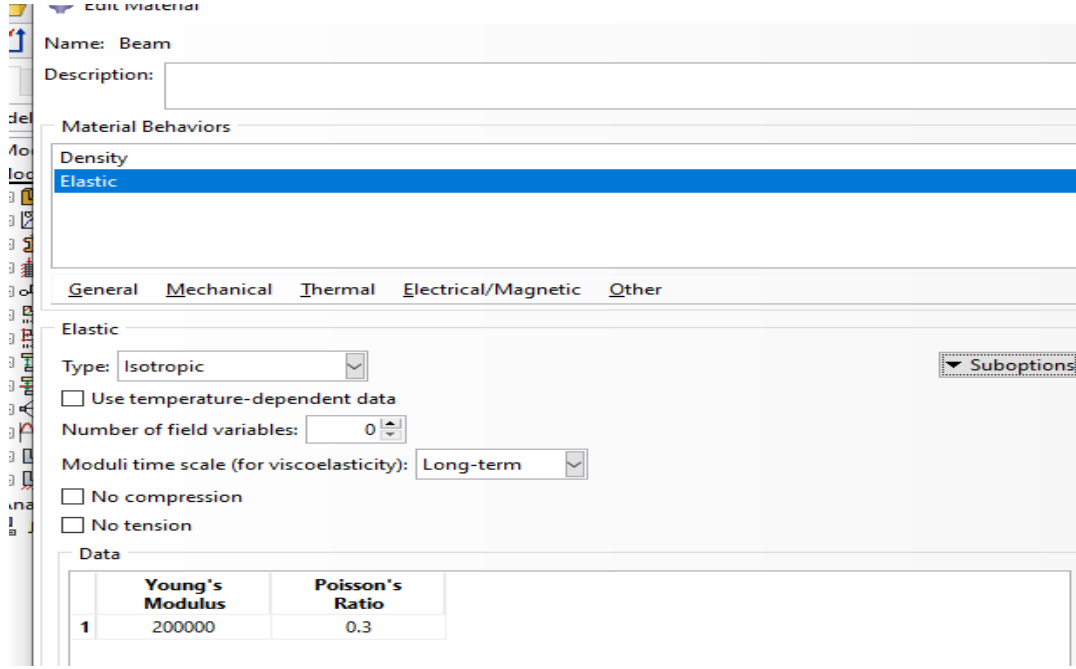 Edit Material
Name: Beam
Description:
Material Behaviors
Density
Elastic
General Mechanical Thermal Electrical/Magnetic Other
Elastic
Type: Isotropic
Suboptions
Use temperature-dependent data
Number of field variables: 0
Moduli time scale (for viscoelasticity): Long-term
No compression
No tension
Data
Young's Modulus
Poisson's Ratio
1 200000 0.3